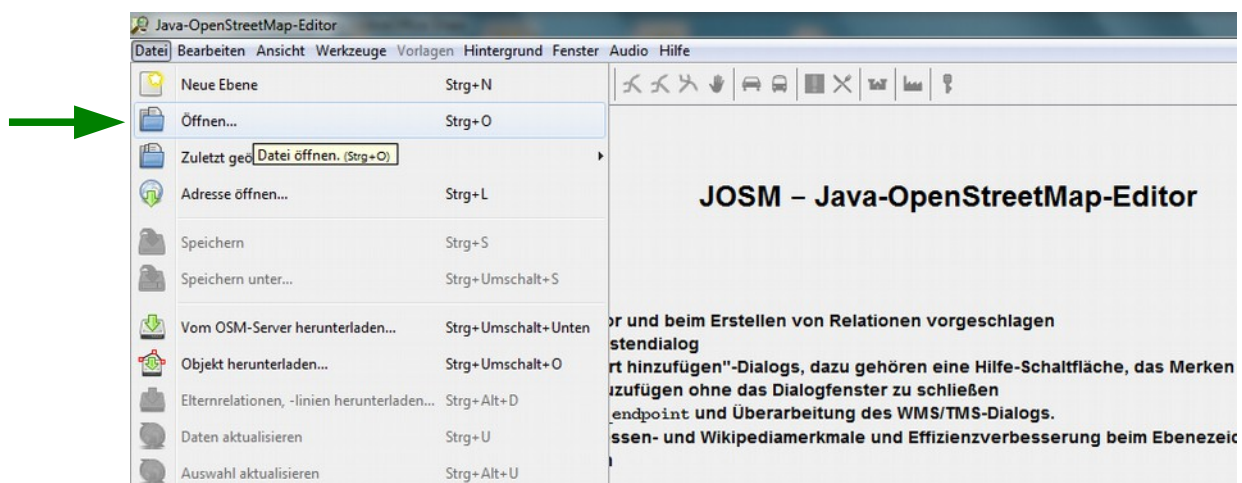 Java-OpenStreetMap-Editor
Datei Bearbeiten Ansicht Werkzeuge Vorlagen Hintergrund Fenster Audio Hilfe
Neue Ebene Strg+N
Öffnen... Strg+O
Zuletzt geö
Datei öffnen. (Strg+O)
Adresse öffnen... Strg+L
Speichern Strg+S
Speichern unter... Strg+Umschalt+S
Vom OSM-Server herunterladen... Strg+Umschalt+Unten
Objekt herunterladen... Strg+Umschalt+O
Elternrelationen, -linien herunterladen... Strg+Alt+D
Daten aktualisieren Strg+U
Auswahl aktualisieren Strg+Alt+U
JOSM – Java-OpenStreetMap-Editor
or und beim Erstellen von Relationen vorgeschlagen
stendialog
rt hinzufügen"-Dialogs, dazu gehören eine Hilfe-Schaltfläche, das Merken
uzufügen ohne das Dialogfenster zu schließen
_endpoint und Überarbeitung des WMS/TMS-Dialogs.
ssen- und Wikipediamerkmale und Effizienzverbesserung beim Ebenezeic